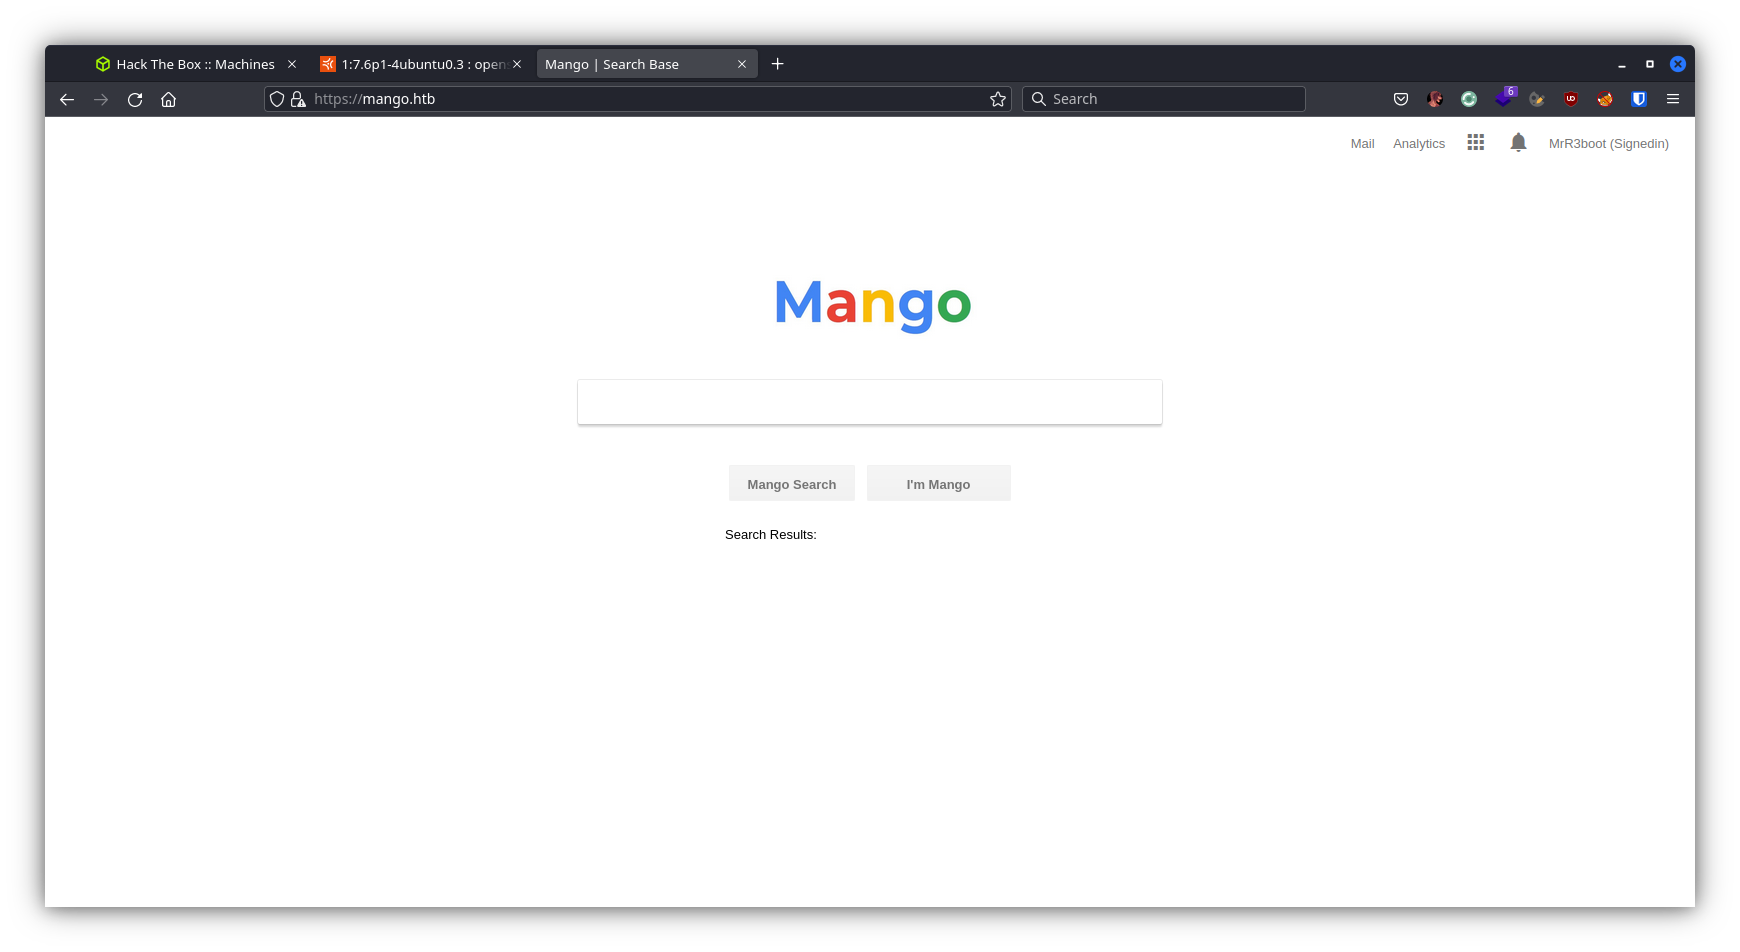 Hack The Box :: Machines
1:7.6p1-4ubuntu0.3 : open
Mango | Search Base
https://mango.htb
Search
6
UD
Mail
Analytics
MrR3boot (Signedin)
Mango
Mango Search
I'm Mango
Search Results: